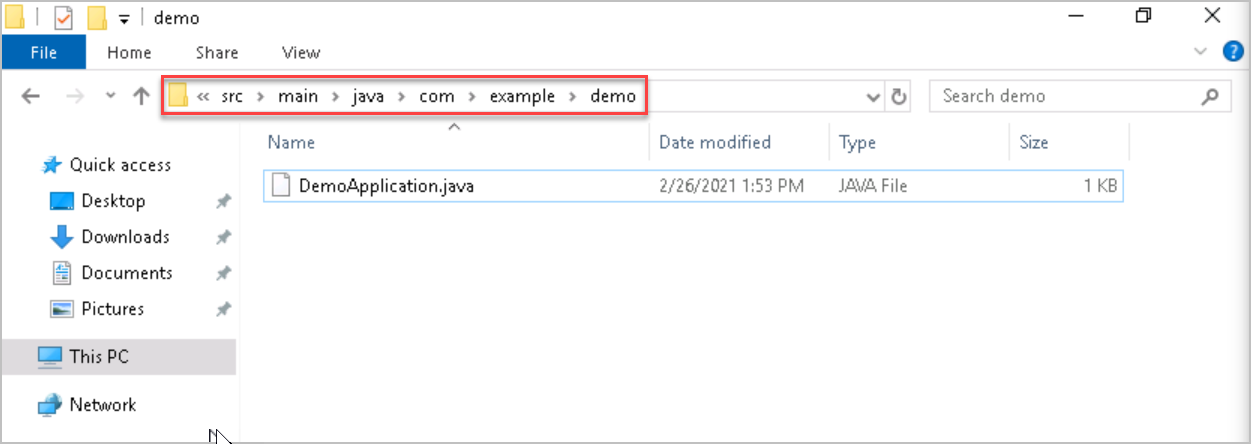 demo
File Home Share View ?
« src > main > java > com > example > demo Search demo
Name Date modified Type Size
DemoApplication.java 2/26/2021 1:53 PM JAVA File 1 KB
Quick access
Desktop
Downloads
Documents
Pictures
This PC
Network